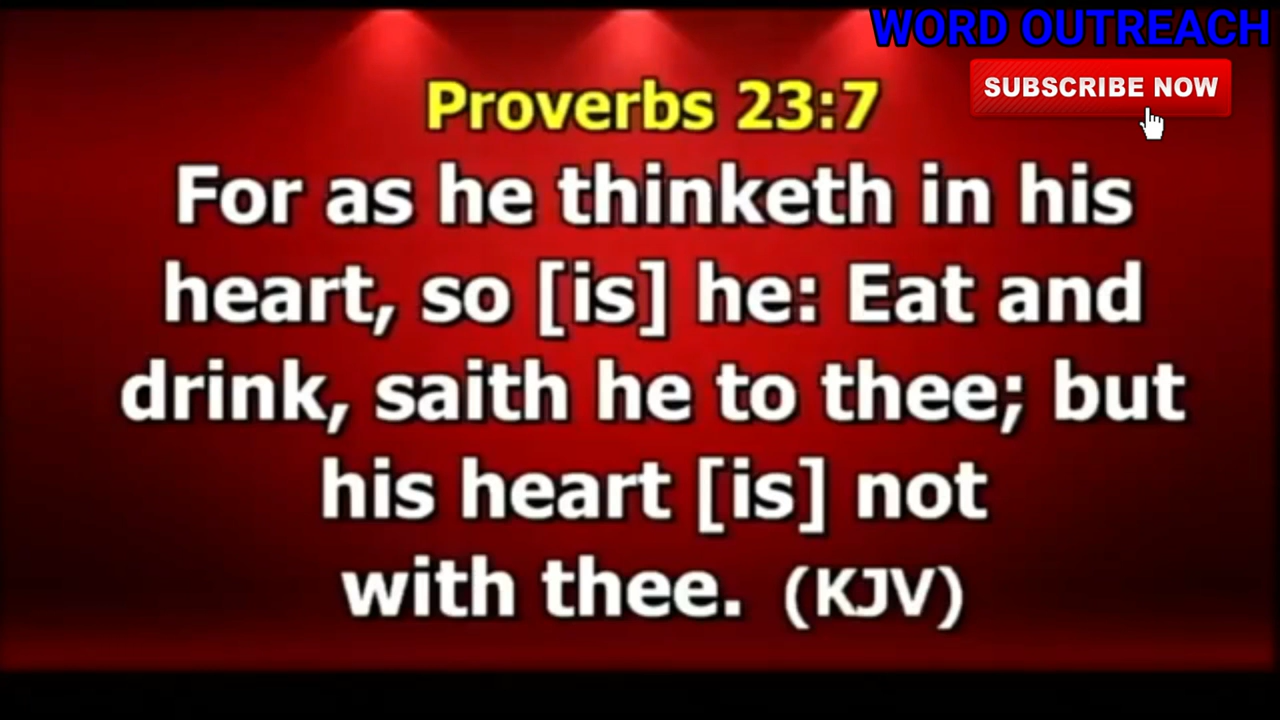 WORD OUTREACH
SUBSCRIBE NOW
Proverbs 23:7
For as he thinketh in his
heart, so [is] he: Eat and
drink, saith he to thee; but
his heart [is] not
with thee. (KJV)